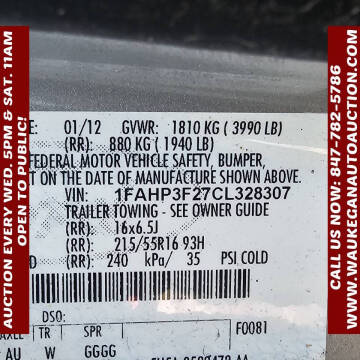 AUCTION EVERY WED. 5PM & SAT. 11AM
OPEN TO PUBLIC!
E: 01/12 GVWR: 1810 KG ( 3990 LB)
(RR): 880 KG ( 1940 LB)
FEDERAL MOTOR VEHICLE SAFETY, BUMPER,
T ON THE DATE OF MANUFACTURE SHOWN ABOVE.
VIN: 1FAHP3F27CL328307
TRAILER TOWING - SEE OWNER GUIDE
(RR): 16x6.5J
(RR): 215/55R16 93H
D (RR): 240 kPa/ 35 PSI COLD
DSO: F0081
AXLE TR SPR
AU W GGGG
CALL US NOW: 847-782-5786
WWW.WAUKEGANAUTOAUCTION.COM